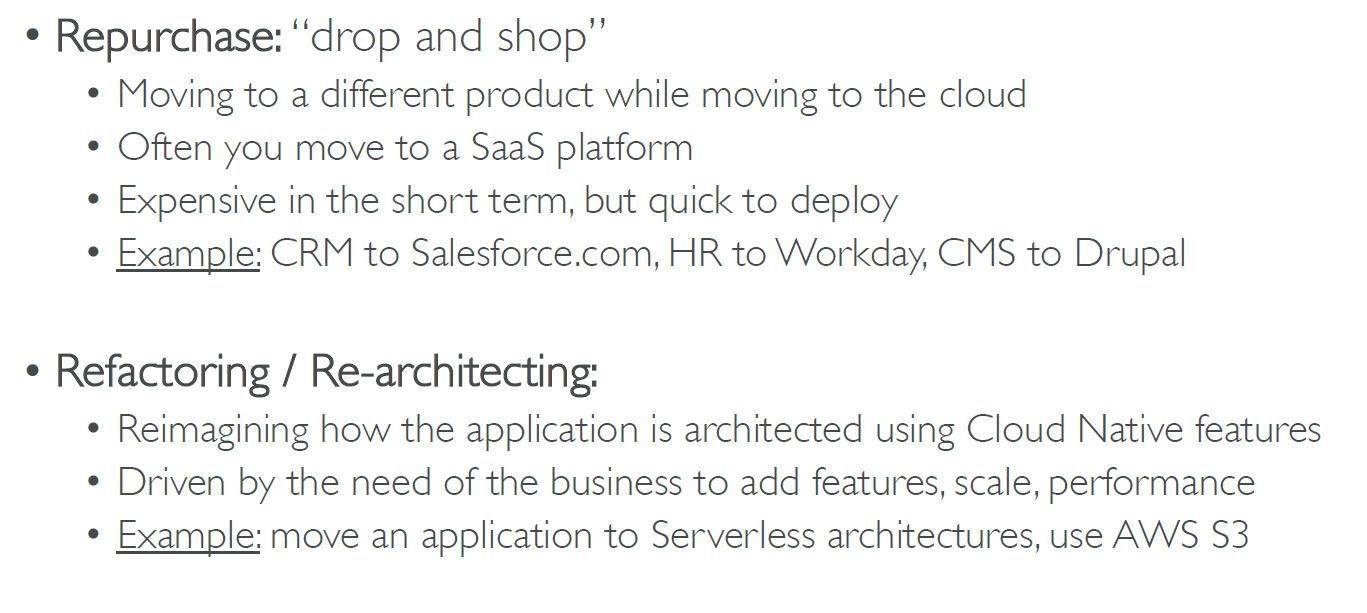 • Repurchase: “drop and shop”
• Moving to a different product while moving to the cloud
• Often you move to a SaaS platform
• Expensive in the short term, but quick to deploy
• Example: CRM to Salesforce.com, HR to Workday, CMS to Drupal
• Refactoring / Re-architecting:
• Reimagining how the application is architected using Cloud Native features
• Driven by the need of the business to add features, scale, performance
• Example: move an application to Serverless architectures, use AWS S3